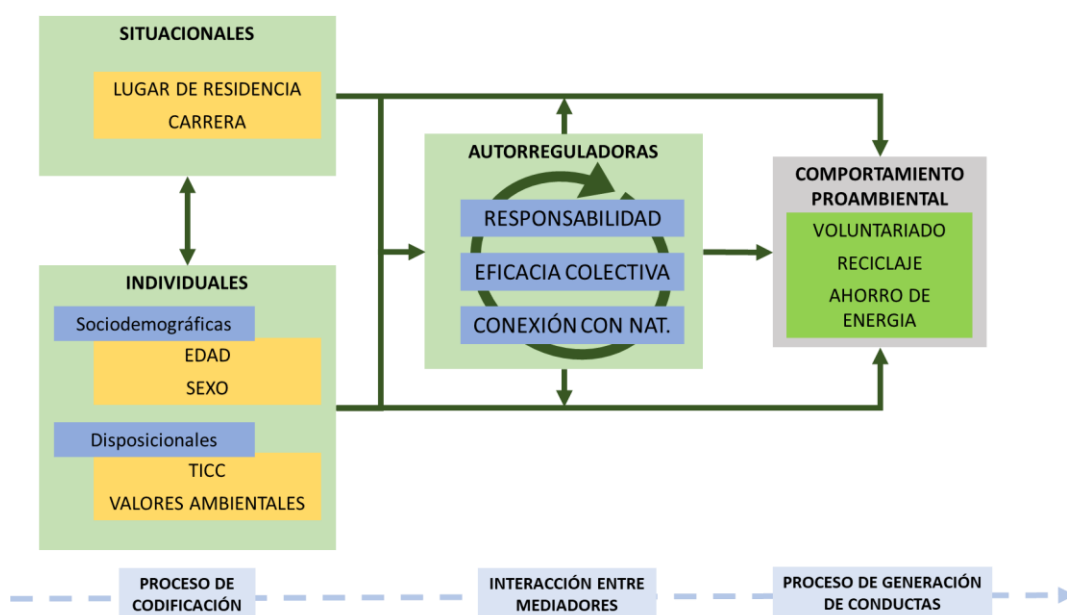 SITUACIONALES
LUGAR DE RESIDENCIA
CARRERA
INDIVIDUALES
Sociodemográficas
EDAD
SEXO
Disposicionales
TICC
VALORES AMBIENTALES
AUTORREGULADORAS
RESPONSABILIDAD
EFICACIA COLECTIVA
CONEXIÓN CON NAT.
COMPORTAMIENTO
PROAMBIENTAL
VOLUNTARIADO
RECICLAJE
AHORRO DE
ENERGIA
PROCESO DE
CODIFICACIÓN
INTERACCIÓN ENTRE
MEDIADORES
PROCESO DE GENERACIÓN
DE CONDUCTAS